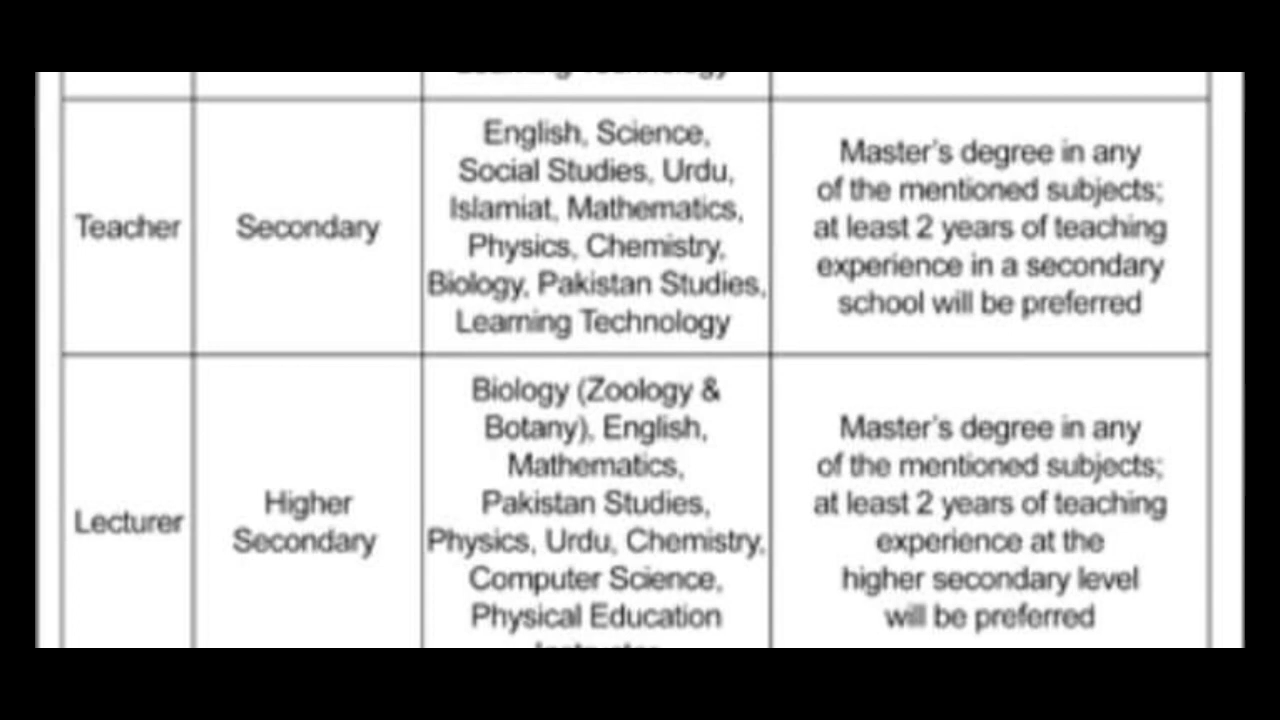 Learning Technology
Teacher
Secondary
English, Science,
Social Studies, Urdu,
Islamiat, Mathematics,
Physics, Chemistry,
Biology, Pakistan Studies,
Learning Technology
Master's degree in any
of the mentioned subjects;
at least 2 years of teaching
experience in a secondary
school will be preferred
Lecturer
Higher
Secondary
Biology (Zoology &
Botany), English,
Mathematics,
Pakistan Studies,
Physics, Urdu, Chemistry,
Computer Science,
Physical Education
Master's degree in any
of the mentioned subjects;
at least 2 years of teaching
experience at the
higher secondary level
will be preferred